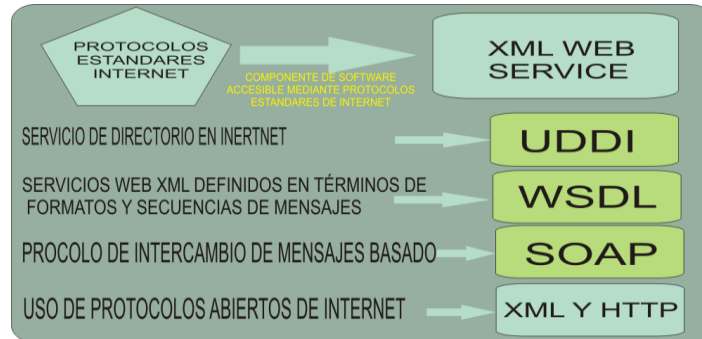 PROTOCOLOS
ESTANDARES
INTERNET
COMPONENTE DE SOFTWARE
ACCESIBLE MEDIANTE PROTOCOLOS
ESTANDARES DE INTERNET
XML WEB
SERVICE
SERVICIO DE DIRECTORIO EN INERTNET
UDDI
SERVICIOS WEB XML DEFINIDOS EN TÉRMINOS DE
FORMATOS Y SECUENCIAS DE MENSAJES
WSDL
PROCOLO DE INTERCAMBIO DE MENSAJES BASADO
SOAP
USO DE PROTOCOLOS ABIERTOS DE INTERNET
XML Y HTTP